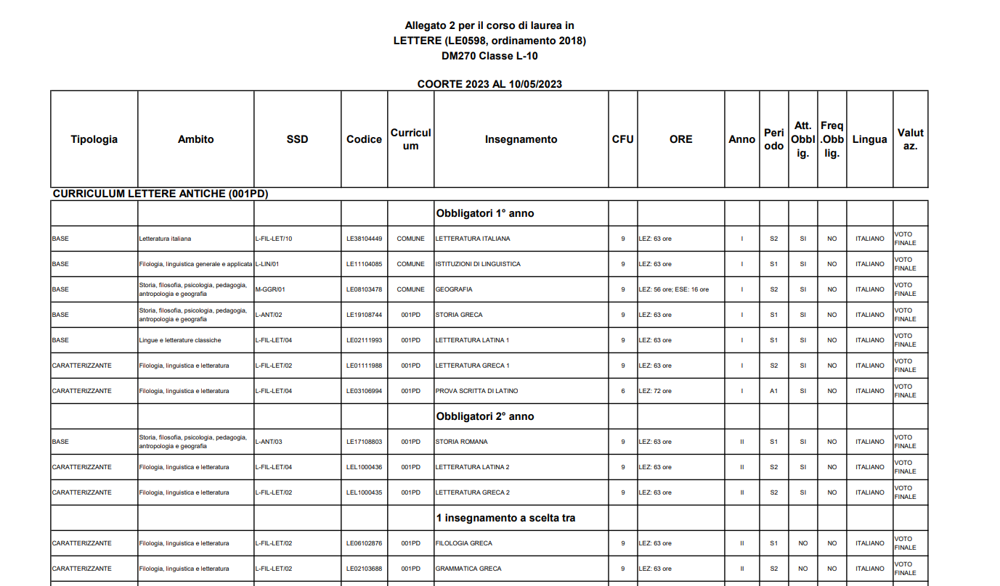 Allegato 2 per il corso di laurea in
LETTERE (LE0598, ordinamento 2018)
DM270 Classe L-10
COORTE 2023 AL 10/05/2023
Tipologia Ambito SSD Codice Curricul um Insegnamento CFU ORE Anno Peri odo Att. Obbl ig. Freq .Obb lig. Lingua Valut az.
CURRICULUM LETTERE ANTICHE (001PD)
Obbligatori 1° anno
BASE Letteratura italiana L-FIL-LET/10 LE38104449 COMUNE LETTERATURA ITALIANA 9 LEZ: 63 ore I S2 SI NO ITALIANO VOTO FINALE
BASE Filologia, linguistica generale e applicata L-LIN/01 LE11104085 COMUNE ISTITUZIONI DI LINGUISTICA 9 LEZ: 63 ore I S1 SI NO ITALIANO VOTO FINALE
BASE Storia, filosofia, psicologia, pedagogia, antropologia e geografia M-GGR/01 LE08103478 COMUNE GEOGRAFIA 9 LEZ: 56 ore; ESE: 16 ore I S2 SI NO ITALIANO VOTO FINALE
BASE Storia, filosofia, psicologia, pedagogia, antropologia e geografia L-ANT/02 LE19108744 001PD STORIA GRECA 9 LEZ: 63 ore I S1 SI NO ITALIANO VOTO FINALE
BASE Lingue e letterature classiche L-FIL-LET/04 LE02111993 001PD LETTERATURA LATINA 1 9 LEZ: 63 ore I S1 SI NO ITALIANO VOTO FINALE
CARATTERIZZANTE Filologia, linguistica e letteratura L-FIL-LET/02 LE01111988 001PD LETTERATURA GRECA 1 9 LEZ: 63 ore I S2 SI NO ITALIANO VOTO FINALE
CARATTERIZZANTE Filologia, linguistica e letteratura L-FIL-LET/04 LE03106994 001PD PROVA SCRITTA DI LATINO 6 LEZ: 72 ore I A1 SI NO ITALIANO VOTO FINALE
Obbligatori 2° anno
BASE Storia, filosofia, psicologia, pedagogia, antropologia e geografia L-ANT/03 LE17108803 001PD STORIA ROMANA 9 LEZ: 63 ore II S1 SI NO ITALIANO VOTO FINALE
CARATTERIZZANTE Filologia, linguistica e letteratura L-FIL-LET/04 LEL1000436 001PD LETTERATURA LATINA 2 9 LEZ: 63 ore II S2 SI NO ITALIANO VOTO FINALE
CARATTERIZZANTE Filologia, linguistica e letteratura L-FIL-LET/02 LEL1000435 001PD LETTERATURA GRECA 2 9 LEZ: 63 ore II S2 SI NO ITALIANO VOTO FINALE
1 insegnamento a scelta tra
CARATTERIZZANTE Filologia, linguistica e letteratura L-FIL-LET/02 LE06102876 001PD FILOLOGIA GRECA 9 LEZ: 63 ore II S1 NO NO ITALIANO VOTO FINALE
CARATTERIZZANTE Filologia, linguistica e letteratura L-FIL-LET/02 LE02103688 001PD GRAMMATICA GRECA 9 LEZ: 63 ore II S2 NO NO ITALIANO VOTO FINALE